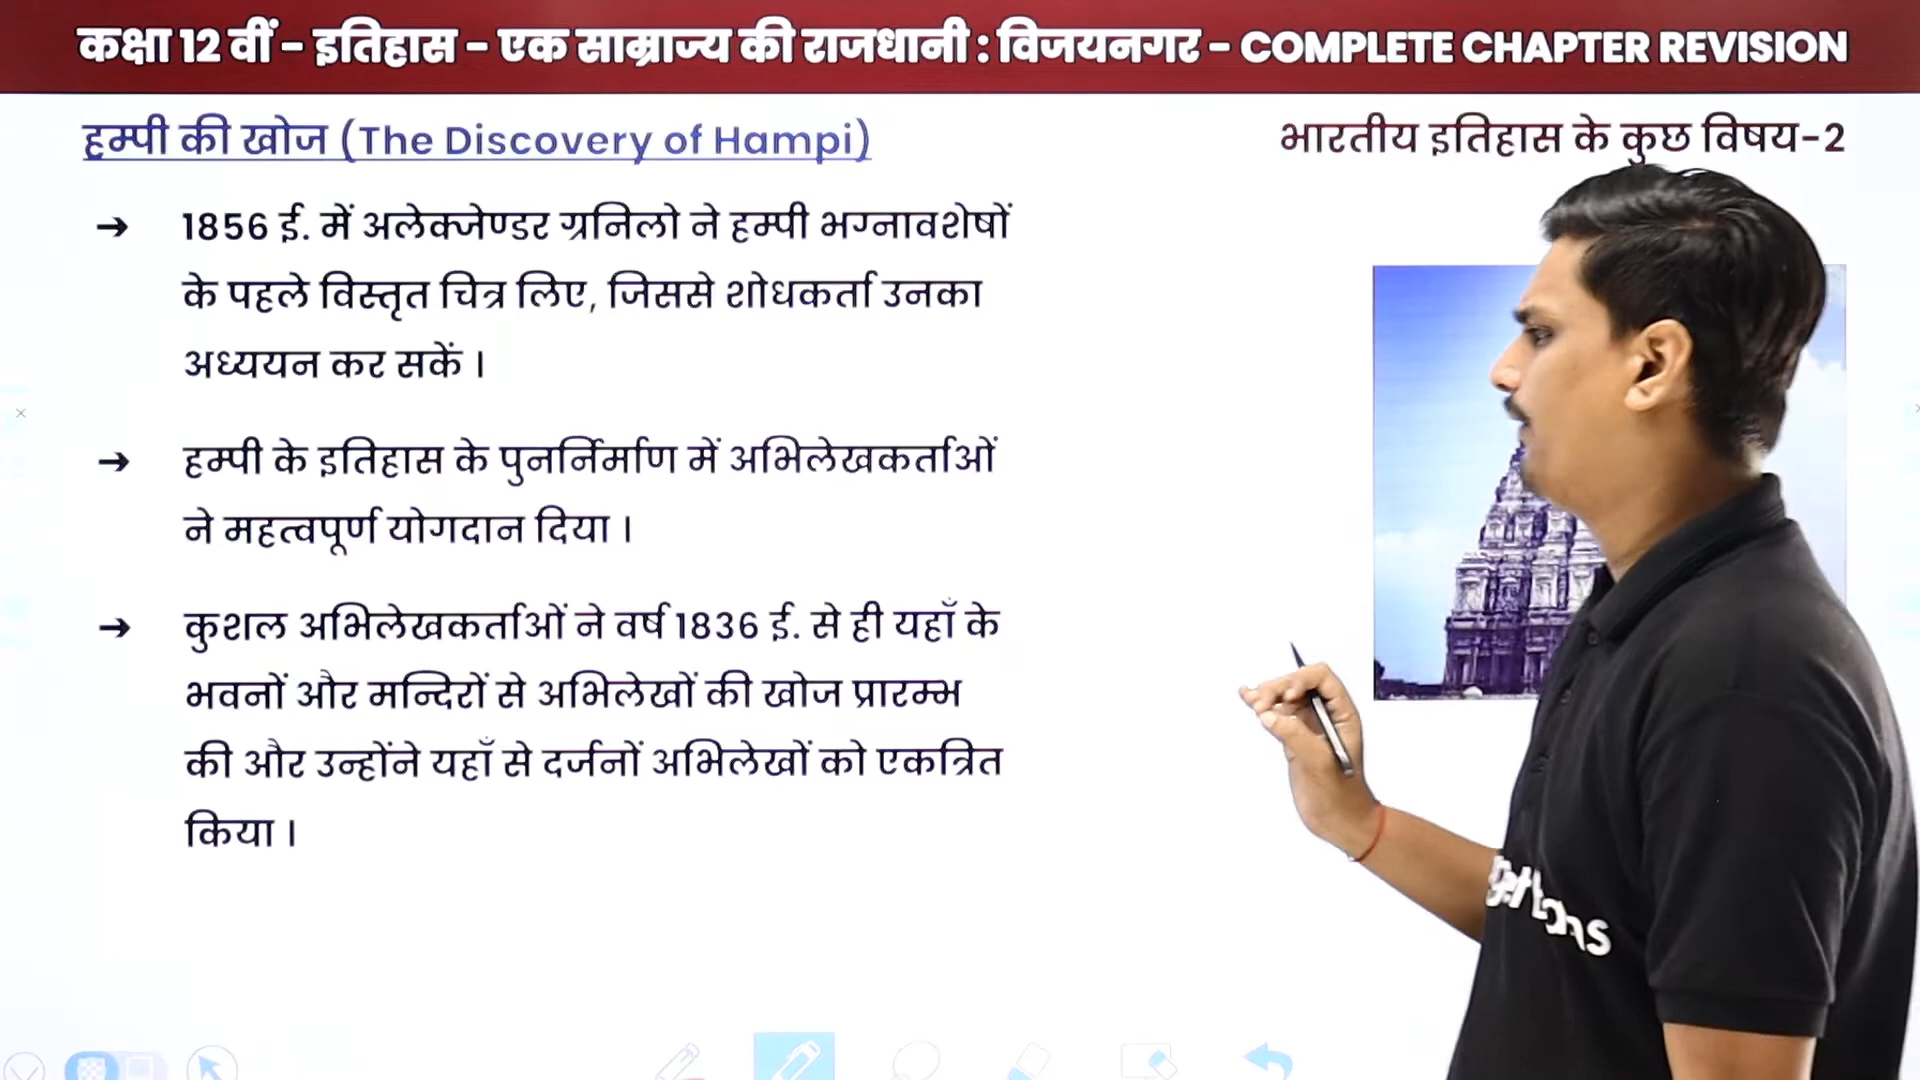 कक्षा 12 वीं - इतिहास - एक साम्राज्य की राजधानी : विजयनगर - COMPLETE CHAPTER REVISION
हम्पी की खोज (The Discovery of Hampi)
भारतीय इतिहास के कुछ विषय-2
→ 1856 ई. में अलेक्जेण्डर ग्रनिलो ने हम्पी भग्नावशेषों
के पहले विस्तृत चित्र लिए, जिससे शोधकर्ता उनका
अध्ययन कर सकें ।
→ हम्पी के इतिहास के पुनर्निर्माण में अभिलेखकर्ताओं
ने महत्वपूर्ण योगदान दिया ।
→ कुशल अभिलेखकर्ताओं ने वर्ष 1836 ई. से ही यहाँ के
भवनों और मन्दिरों से अभिलेखों की खोज प्रारम्भ
की और उन्होंने यहाँ से दर्जनों अभिलेखों को एकत्रित
किया ।